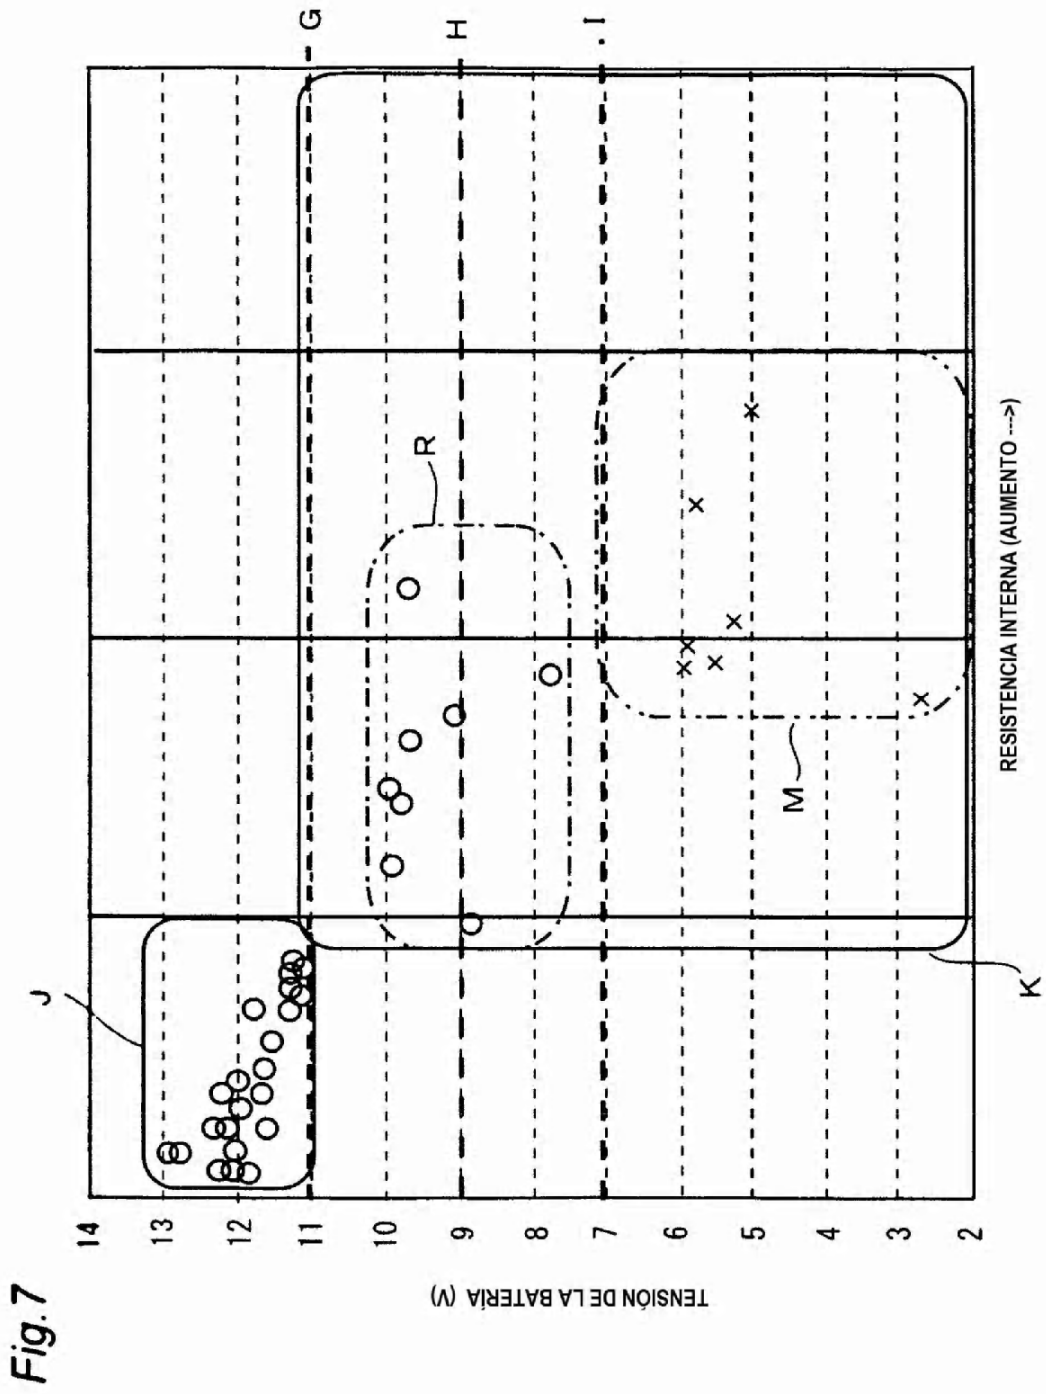 Fig.7
TENSIÓN DE LA BATERÍA (V)
14
13
12
11
10
9
8
7
6
5
4
3
2
J
G
H
I
R
M
K
RESISTENCIA INTERNA (AUMENTO --->)